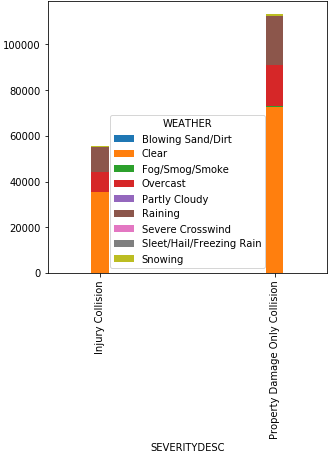 100000
80000
60000
40000
20000
0
WEATHER
Blowing Sand/Dirt
Clear
Fog/Smog/Smoke
Overcast
Partly Cloudy
Raining
Severe Crosswind
Sleet/Hail/Freezing Rain
Snowing
Injury Collision
Property Damage Only Collision
SEVERITYDESC